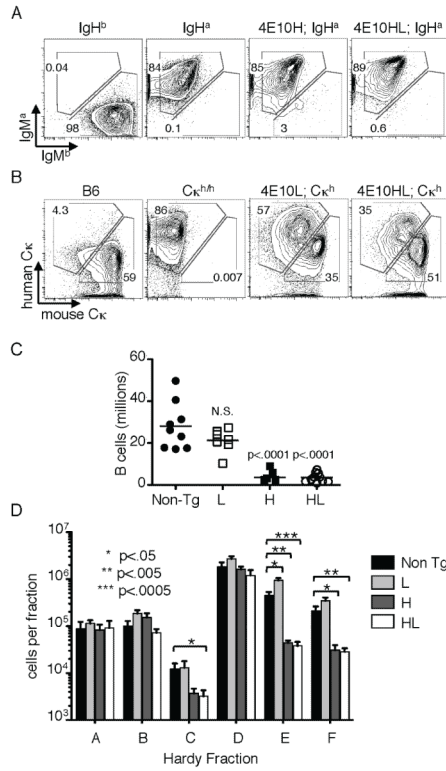 A
IgH^b
IgH^a
4E10H; IgH^a
4E10HL; IgH^a
0.04
84
85
89
98
0.1
3
0.6
IgM^a
IgM^b
B
B6
Cκ^h/h
4E10L; Cκ^h
4E10HL; Cκ^h
4.3
86
57
35
59
0.007
35
51
human Cκ
mouse Cκ
C
B cells (millions)
60
40
20
0
N.S.
p<.0001
p<.0001
Non-Tg
L
H
HL
D
cells per fraction
10^7
10^6
10^5
10^4
10^3
* p<.05
** p<.005
*** p<.0005
*
***
**
*
**
*
Non Tg
L
H
HL
A
B
C
D
E
F
Hardy Fraction